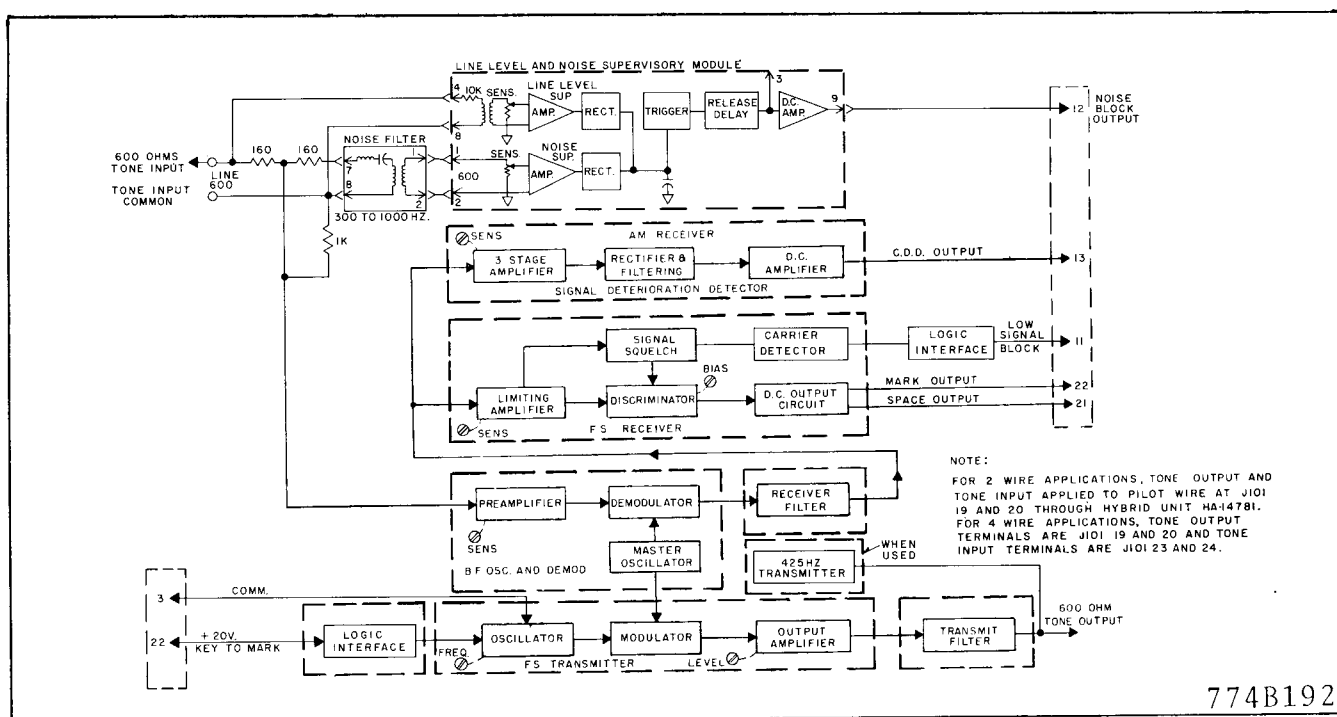 LINE LEVEL AND NOISE SUPERVISORY MODULE
4
10K
SENS.
LINE LEVEL
SUP
AMP.
RECT.
8
TRIGGER
RELEASE
DELAY
3
D.C.
AMP.
9
12
NOISE
BLOCK
OUTPUT
600 OHMS
TONE INPUT
LINE
600
TONE INPUT
COMMON
160
160
NOISE FILTER
7
8
1
2
300 TO 1000 HZ.
1
600
2
SENS
NOISE
SUP.
AMP.
RECT.
1K
AM RECEIVER
SENS
3 STAGE
AMPLIFIER
RECTIFIER &
FILTERING
D.C.
AMPLIFIER
C.D.D. OUTPUT
13
SIGNAL DETERIORATION DETECTOR
SIGNAL
SQUELCH
CARRIER
DETECTOR
LOGIC
INTERFACE
LOW
SIGNAL
BLOCK
11
BIAS
LIMITING
AMPLIFIER
DISCRIMINATOR
D.C. OUTPUT
CIRCUIT
MARK OUTPUT
22
SPACE OUTPUT
21
SENS
FS RECEIVER
PREAMPLIFIER
DEMODULATOR
RECEIVER
FILTER
SENS
MASTER
OSCILLATOR
BF OSC. AND DEMOD
NOTE:
FOR 2 WIRE APPLICATIONS, TONE OUTPUT AND
TONE INPUT APPLIED TO PILOT WIRE AT J101
19 AND 20 THROUGH HYBRID UNIT HA-14781.
FOR 4 WIRE APPLICATIONS, TONE OUTPUT
TERMINALS ARE J101 19 AND 20 AND TONE
INPUT TERMINALS ARE J101 23 AND 24.
WHEN
USED
425HZ
TRANSMITTER
3
COMM.
22
+ 20V.
KEY TO MARK
LOGIC
INTERFACE
OSCILLATOR
MODULATOR
OUTPUT
AMPLIFIER
TRANSMIT
FILTER
600 OHM
TONE OUTPUT
FREQ.
FS TRANSMITTER
LEVEL
774B192